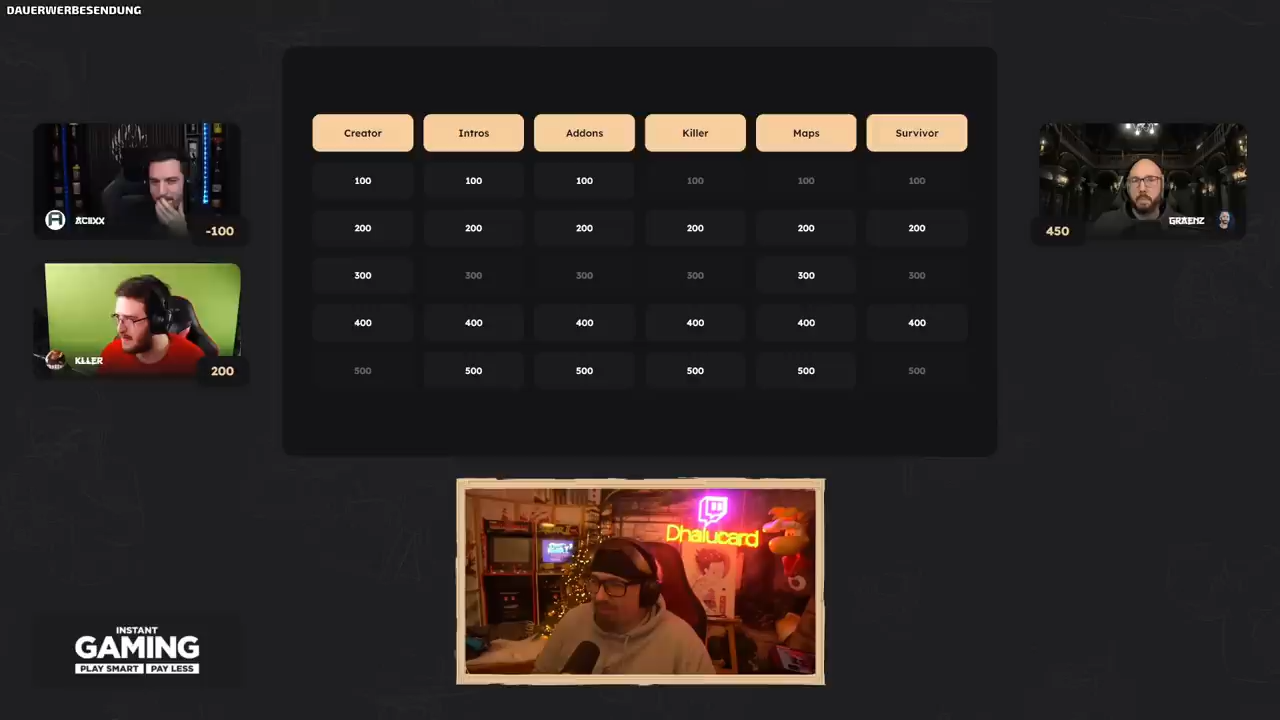 DAUERWERBESENDUNG
Creator Intros Addons Killer Maps Survivor
100 100 100 100 100 100
200 200 200 200 200 200
300 300 300 300 300 300
400 400 400 400 400 400
500 500 500 500 500 500
ACIIXX
-100
KLLER
200
GRAENZ
450
Dhalucard
INSTANT
GAMING
PLAY SMART PAY LESS